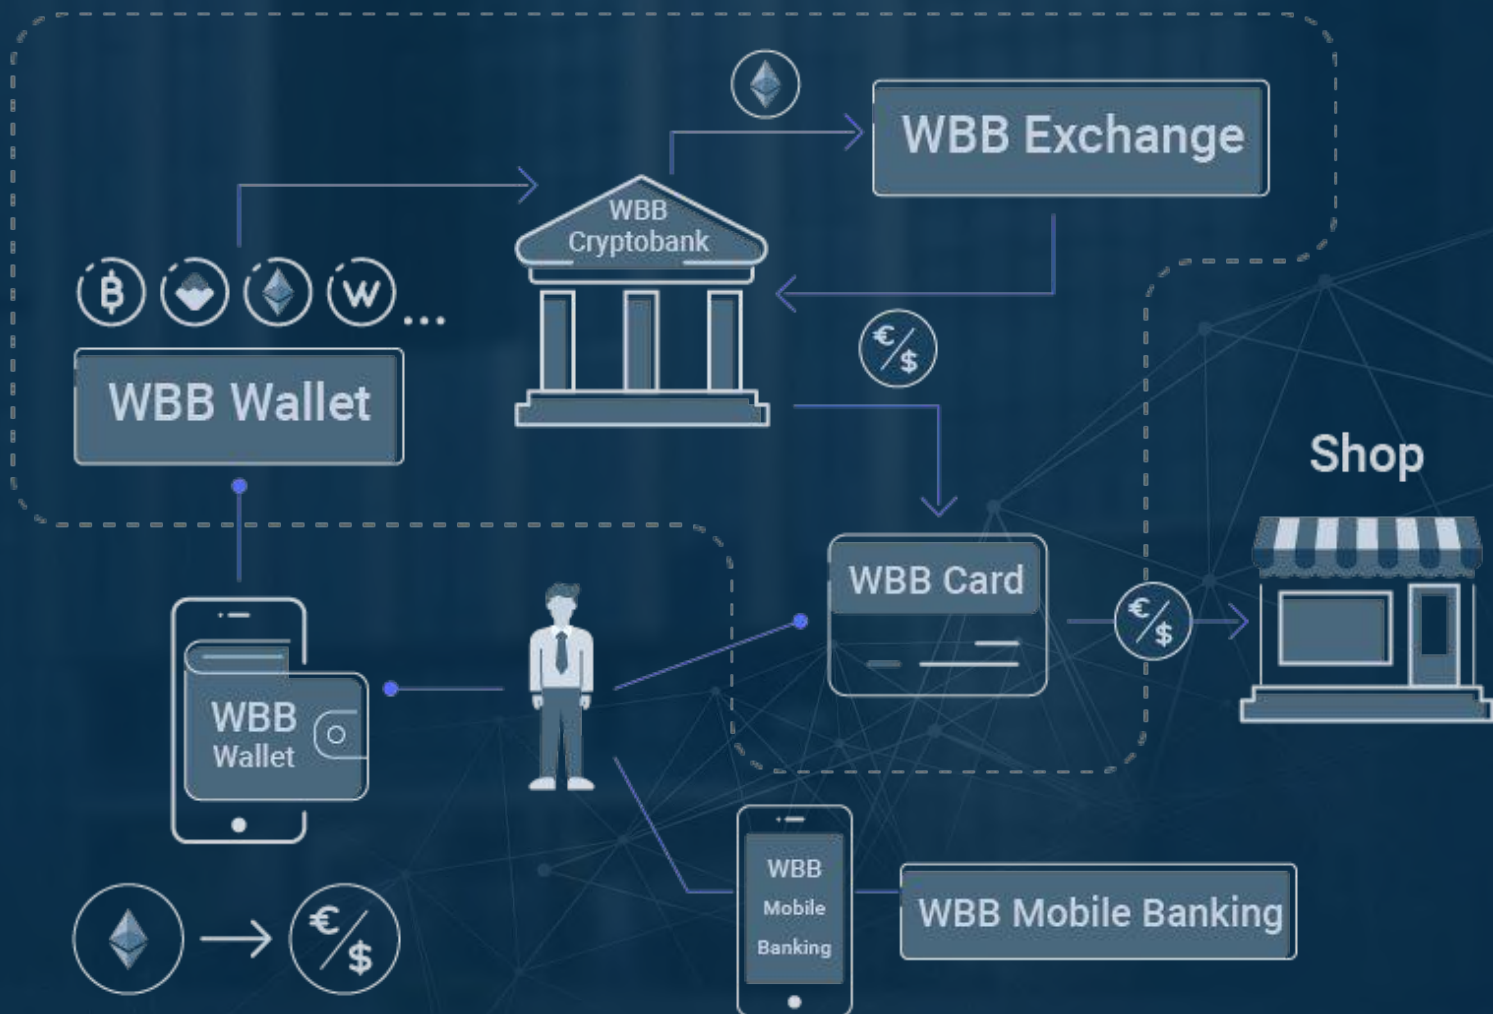 WBB Exchange
WBB
Cryptobank
₿
W
...
€/$
WBB Wallet
Shop
WBB Card
€/$
WBB
Wallet
WBB
Mobile
Banking
WBB Mobile Banking
€/$